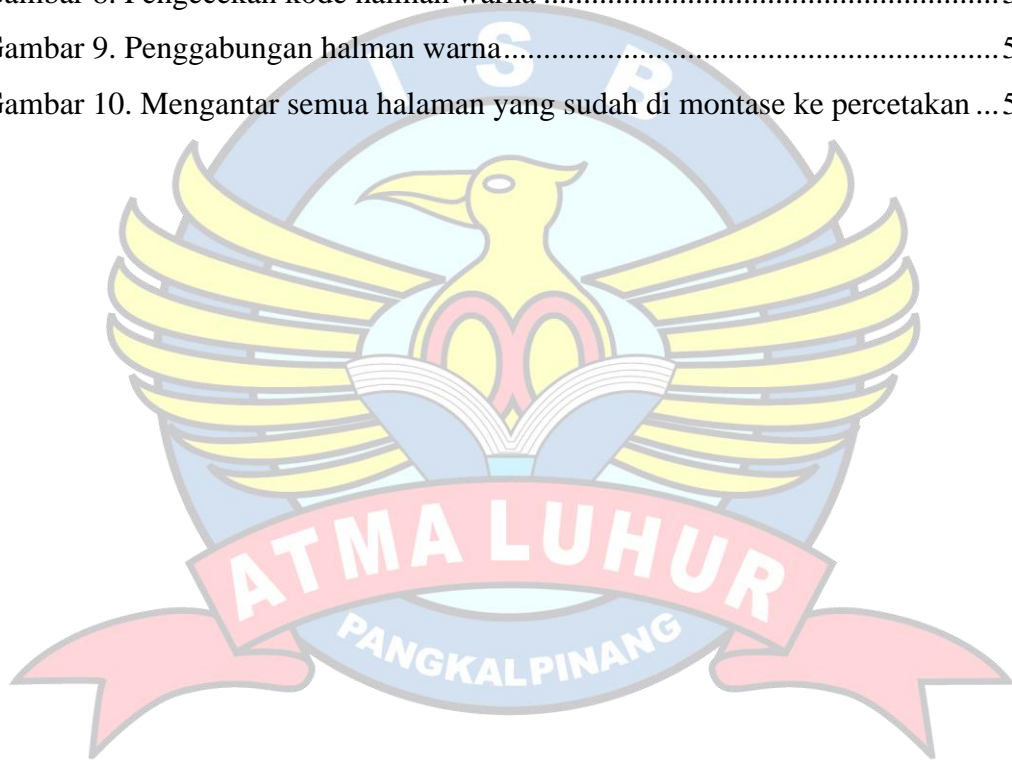 Gambar 9. Penggabungan halman warna.......................................................... 5
Gambar 10. Mengantar semua halaman yang sudah di montase ke percetakan ... 5
I S B
ATMA LUHUR
PANGKALPINANG